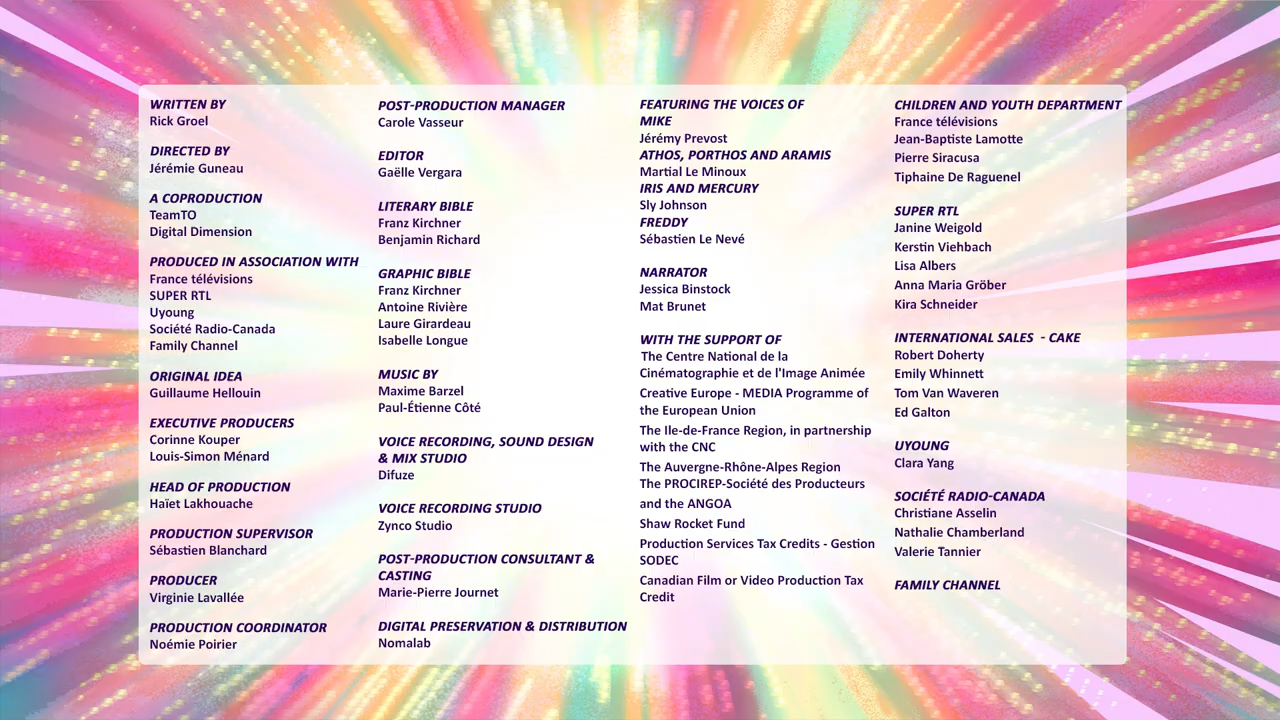 WRITTEN BY
Rick Groel
DIRECTED BY
Jérémie Guneau
A COPRODUCTION
TeamTO
Digital Dimension
PRODUCED IN ASSOCIATION WITH
France télévisions
SUPER RTL
Uyoung
Société Radio-Canada
Family Channel
ORIGINAL IDEA
Guillaume Hellouin
EXECUTIVE PRODUCERS
Corinne Kouper
Louis-Simon Ménard
HEAD OF PRODUCTION
Haïet Lakhouache
PRODUCTION SUPERVISOR
Sébastien Blanchard
PRODUCER
Virginie Lavallée
PRODUCTION COORDINATOR
Noémie Poirier
POST-PRODUCTION MANAGER
Carole Vasseur
EDITOR
Gaëlle Vergara
LITERARY BIBLE
Franz Kirchner
Benjamin Richard
GRAPHIC BIBLE
Franz Kirchner
Antoine Rivière
Laure Girardeau
Isabelle Longue
MUSIC BY
Maxime Barzel
Paul-Étienne Côté
VOICE RECORDING, SOUND DESIGN
& MIX STUDIO
Difuze
VOICE RECORDING STUDIO
Zynco Studio
POST-PRODUCTION CONSULTANT &
CASTING
Marie-Pierre Journet
DIGITAL PRESERVATION & DISTRIBUTION
Nomalab
FEATURING THE VOICES OF
MIKE
Jérémy Prevost
ATHOS, PORTHOS AND ARAMIS
Martial Le Minoux
IRIS AND MERCURY
Sly Johnson
FREDDY
Sébastien Le Nevé
NARRATOR
Jessica Binstock
Mat Brunet
WITH THE SUPPORT OF
The Centre National de la
Cinématographie et de l'Image Animée
Creative Europe - MEDIA Programme of
the European Union
The Ile-de-France Region, in partnership
with the CNC
The Auvergne-Rhône-Alpes Region
The PROCIREP-Société des Producteurs
and the ANGOA
Shaw Rocket Fund
Production Services Tax Credits - Gestion
SODEC
Canadian Film or Video Production Tax
Credit
CHILDREN AND YOUTH DEPARTMENT
France télévisions
Jean-Baptiste Lamotte
Pierre Siracusa
Tiphaine De Raguenel
SUPER RTL
Janine Weigold
Kerstin Viehbach
Lisa Albers
Anna Maria Gröber
Kira Schneider
INTERNATIONAL SALES - CAKE
Robert Doherty
Emily Whinnett
Tom Van Waveren
Ed Galton
UYOUNG
Clara Yang
SOCIÉTÉ RADIO-CANADA
Christiane Asselin
Nathalie Chamberland
Valerie Tannier
FAMILY CHANNEL